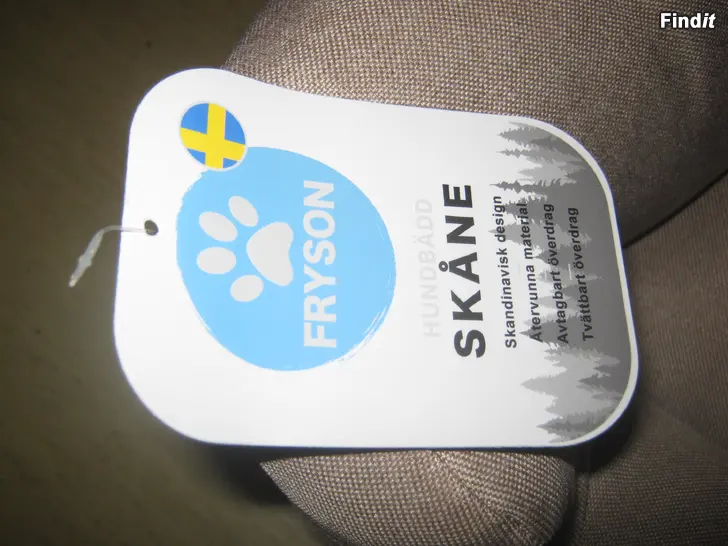 Findit
FRYSON
HUNDBÄDD
SKÅNE
Skandinavisk design
Återvunna material
Avtagbart överdrag
Tvättbart överdrag